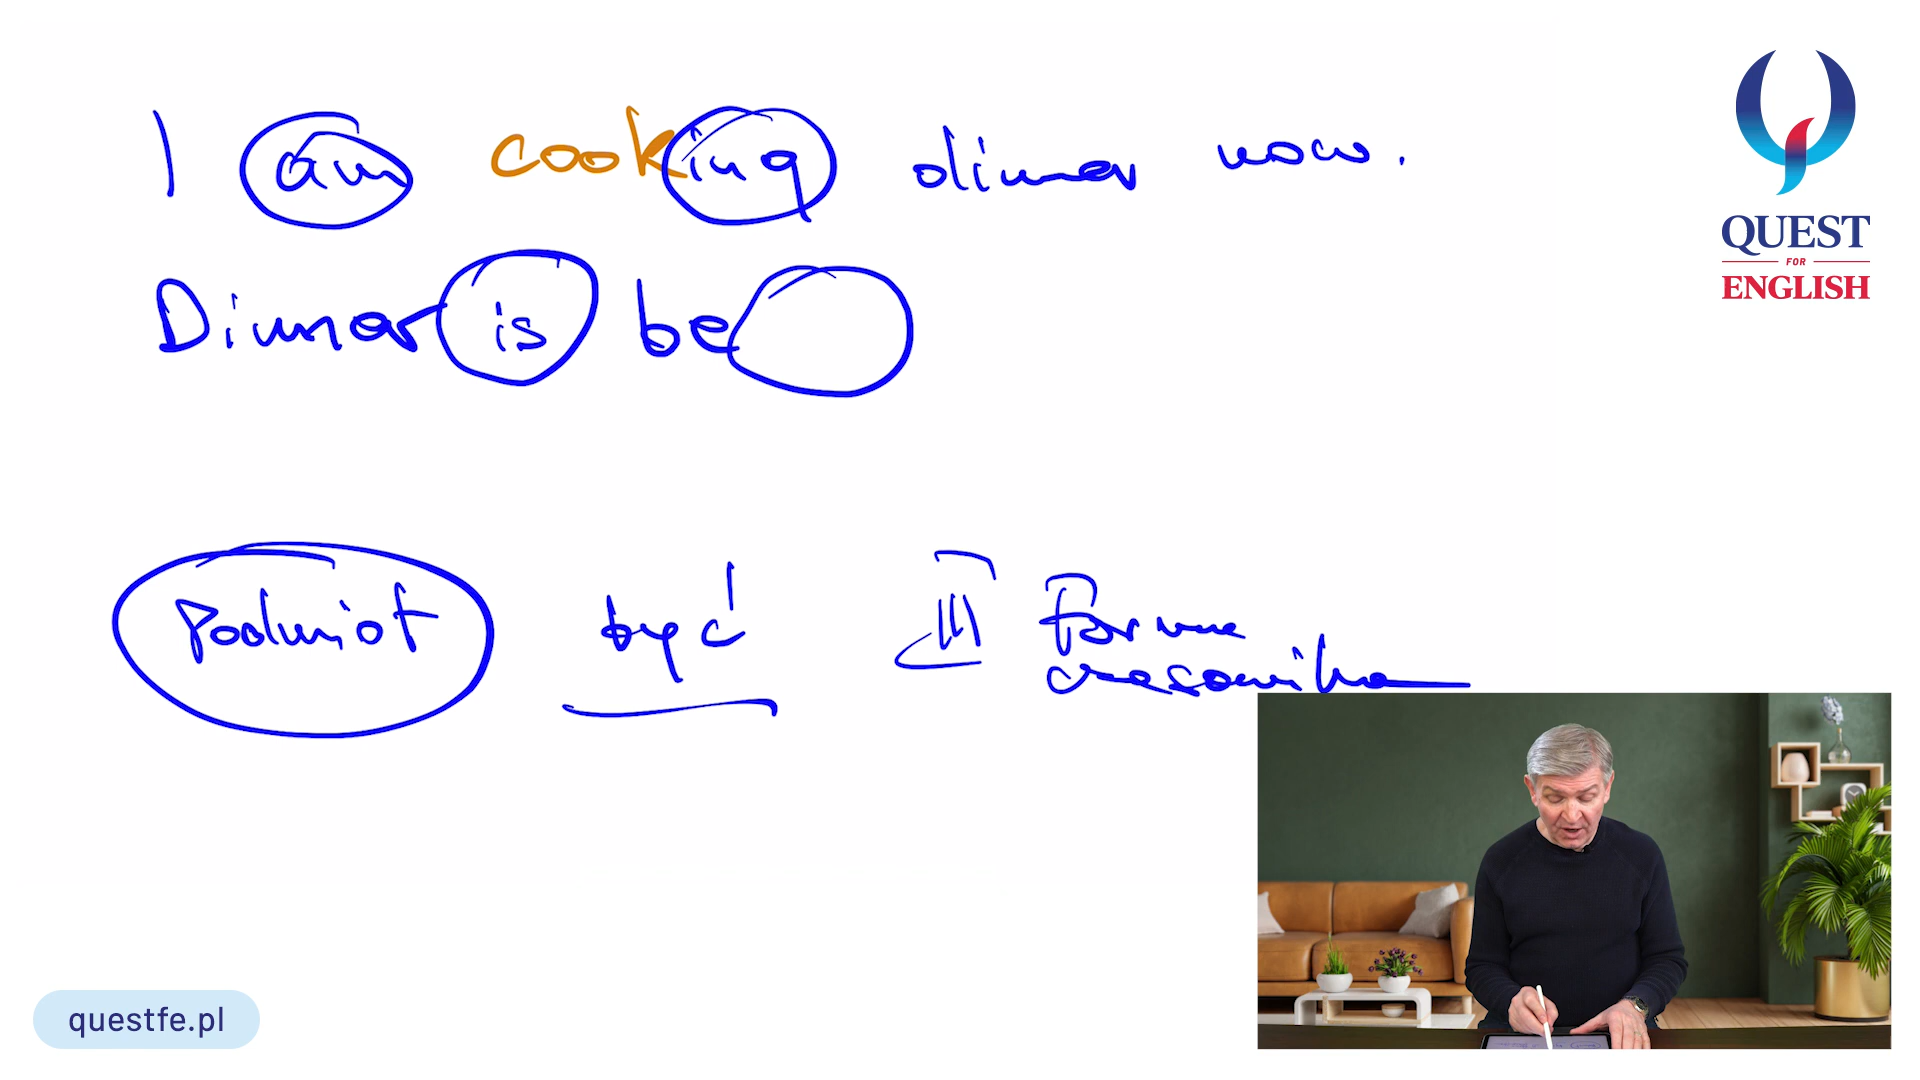 I am cooking dinner now.
Dinner is be
Podmiot być III Forma
czasownika
QUEST
FOR
ENGLISH
questfe.pl